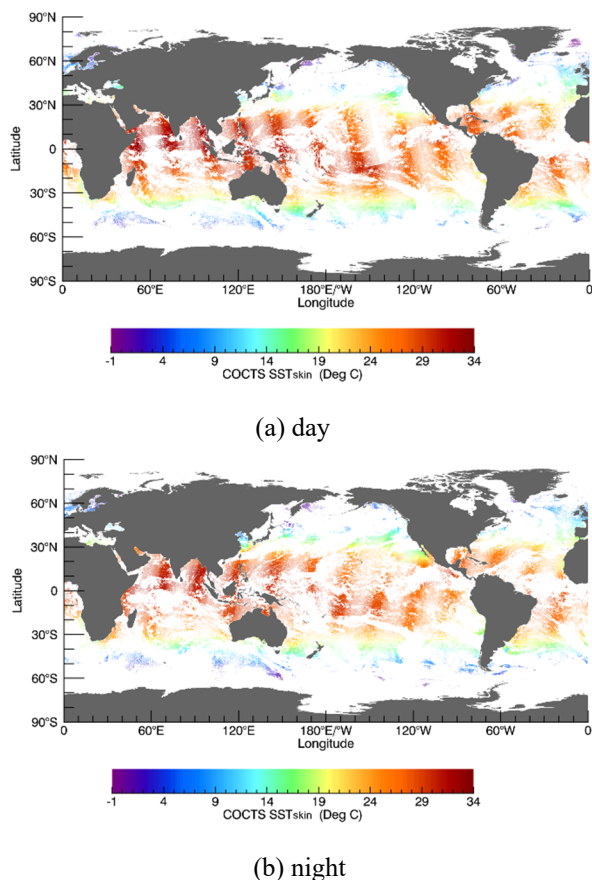 90°N
60°N
30°N
0
30°S
60°S
90°S
Latitude
0 60°E 120°E 180°E/°W 120°W 60°W 0
Longitude
-1 4 9 14 19 24 29 34
COCTS SSTskin (Deg C)
(a) day
90°N
60°N
30°N
0
30°S
60°S
90°S
Latitude
0 60°E 120°E 180°E/°W 120°W 60°W 0
Longitude
-1 4 9 14 19 24 29 34
COCTS SSTskin (Deg C)
(b) night